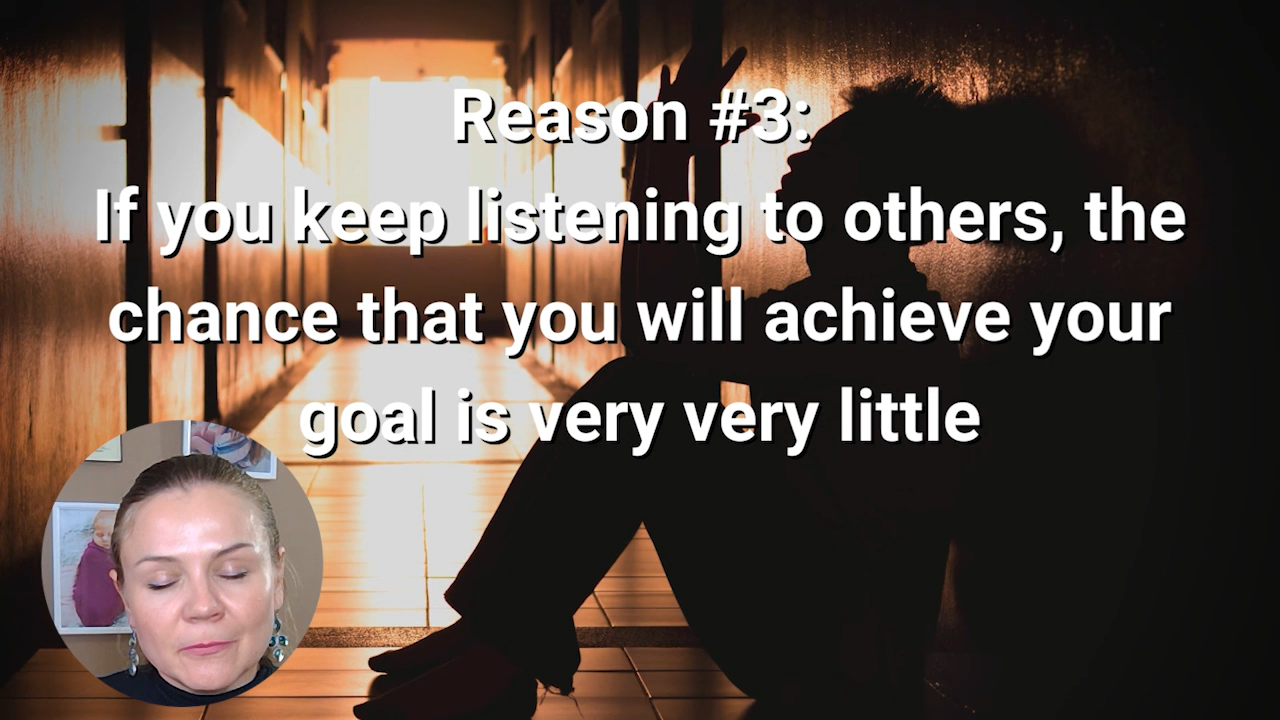 Reason #3:
If you keep listening to others, the
chance that you will achieve your
goal is very very little